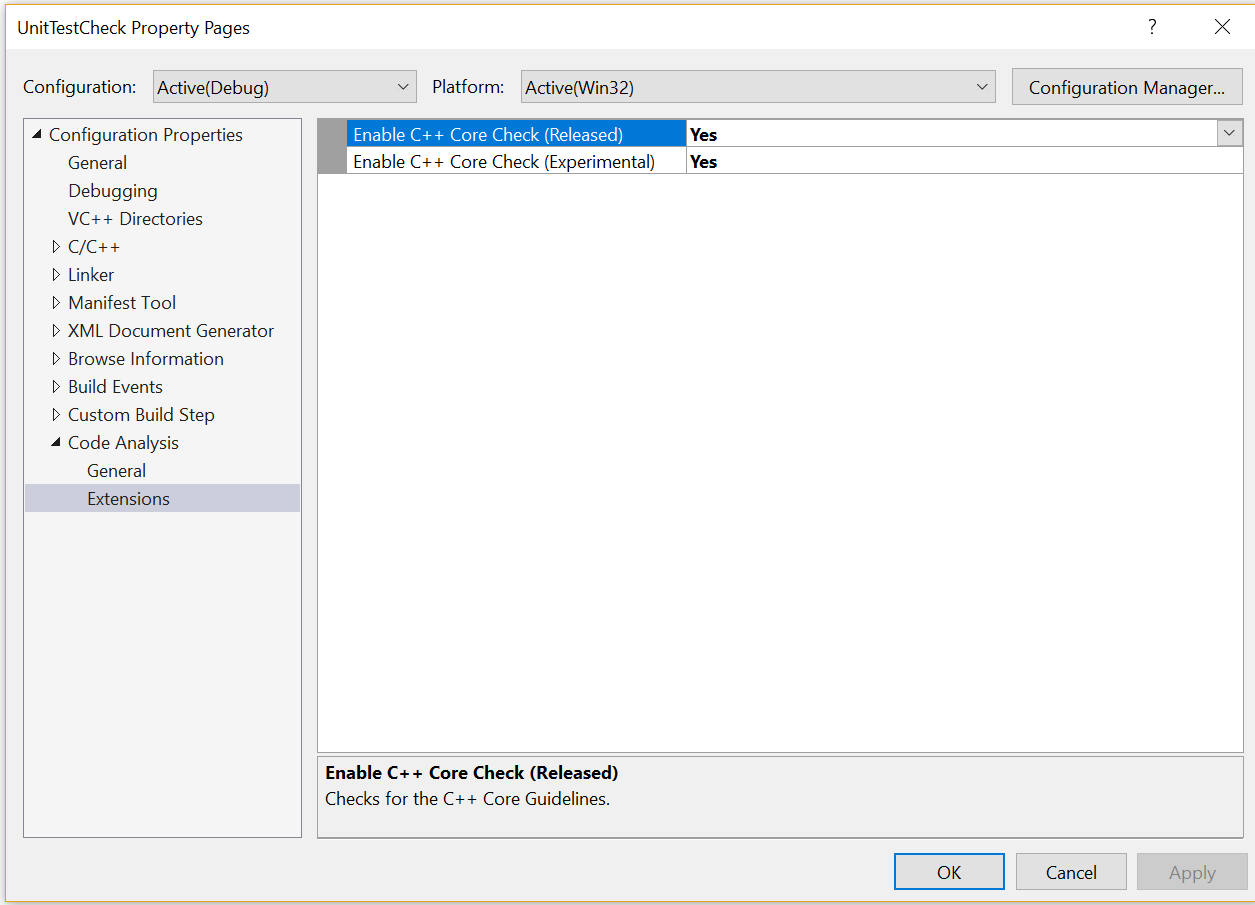 UnitTestCheck Property Pages
?
Configuration: Active(Debug) Platform: Active(Win32) Configuration Manager...
Configuration Properties
General
Debugging
VC++ Directories
C/C++
Linker
Manifest Tool
XML Document Generator
Browse Information
Build Events
Custom Build Step
Code Analysis
General
Extensions
Enable C++ Core Check (Released) Yes
Enable C++ Core Check (Experimental) Yes
Enable C++ Core Check (Released)
Checks for the C++ Core Guidelines.
OK Cancel Apply